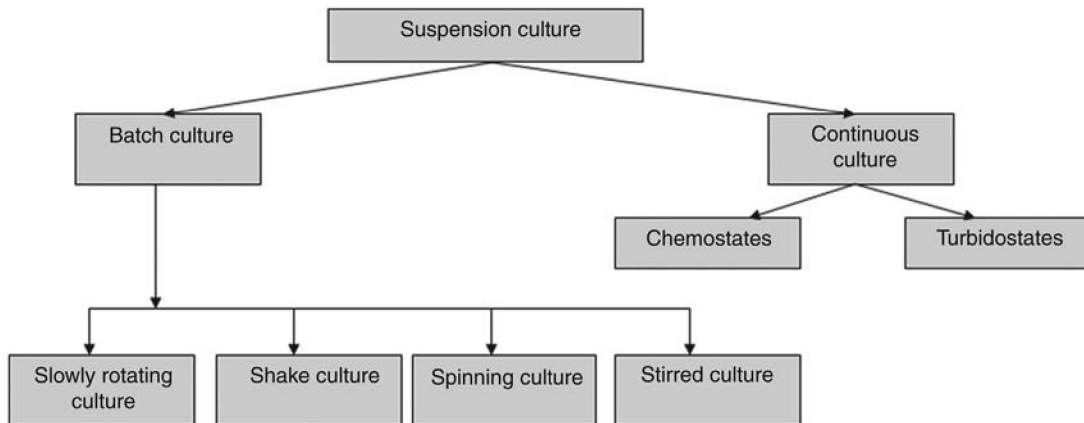 Suspension culture
Batch culture
Continuous
culture
Chemostates
Turbidostates
Slowly rotating
culture
Shake culture
Spinning culture
Stirred culture